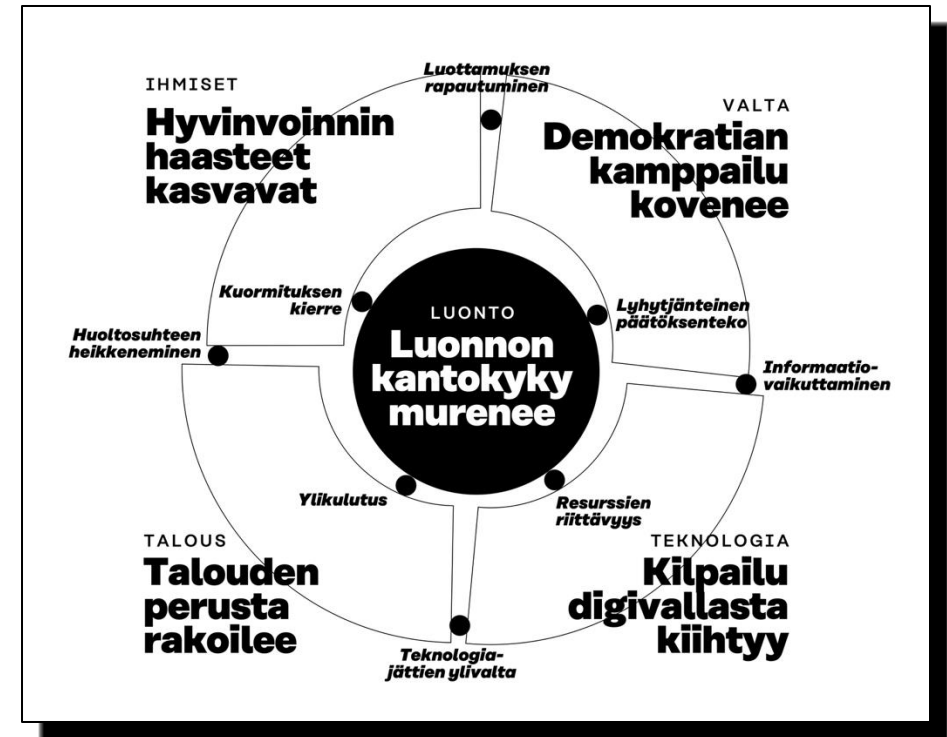 Luottamuksen
rapautuminen
IHMISET
Hyvinvoinnin
haasteet
kasvavat
VALTA
Demokratian
kamppailu
kovenee
Kuormituksen
kierre
Lyhytjänteinen
päätöksenteko
Huoltosuhteen
heikkeneminen
LUONTO
Luonnon
kantokyky
murenee
Informaatio-
vaikuttaminen
Ylikulutus
Resurssien
riittävyys
TALOUS
Talouden
perusta
rakoilee
TEKNOLOGIA
Kilpailu
digivallasta
kiihtyy
Teknologia-
jättien ylivalta